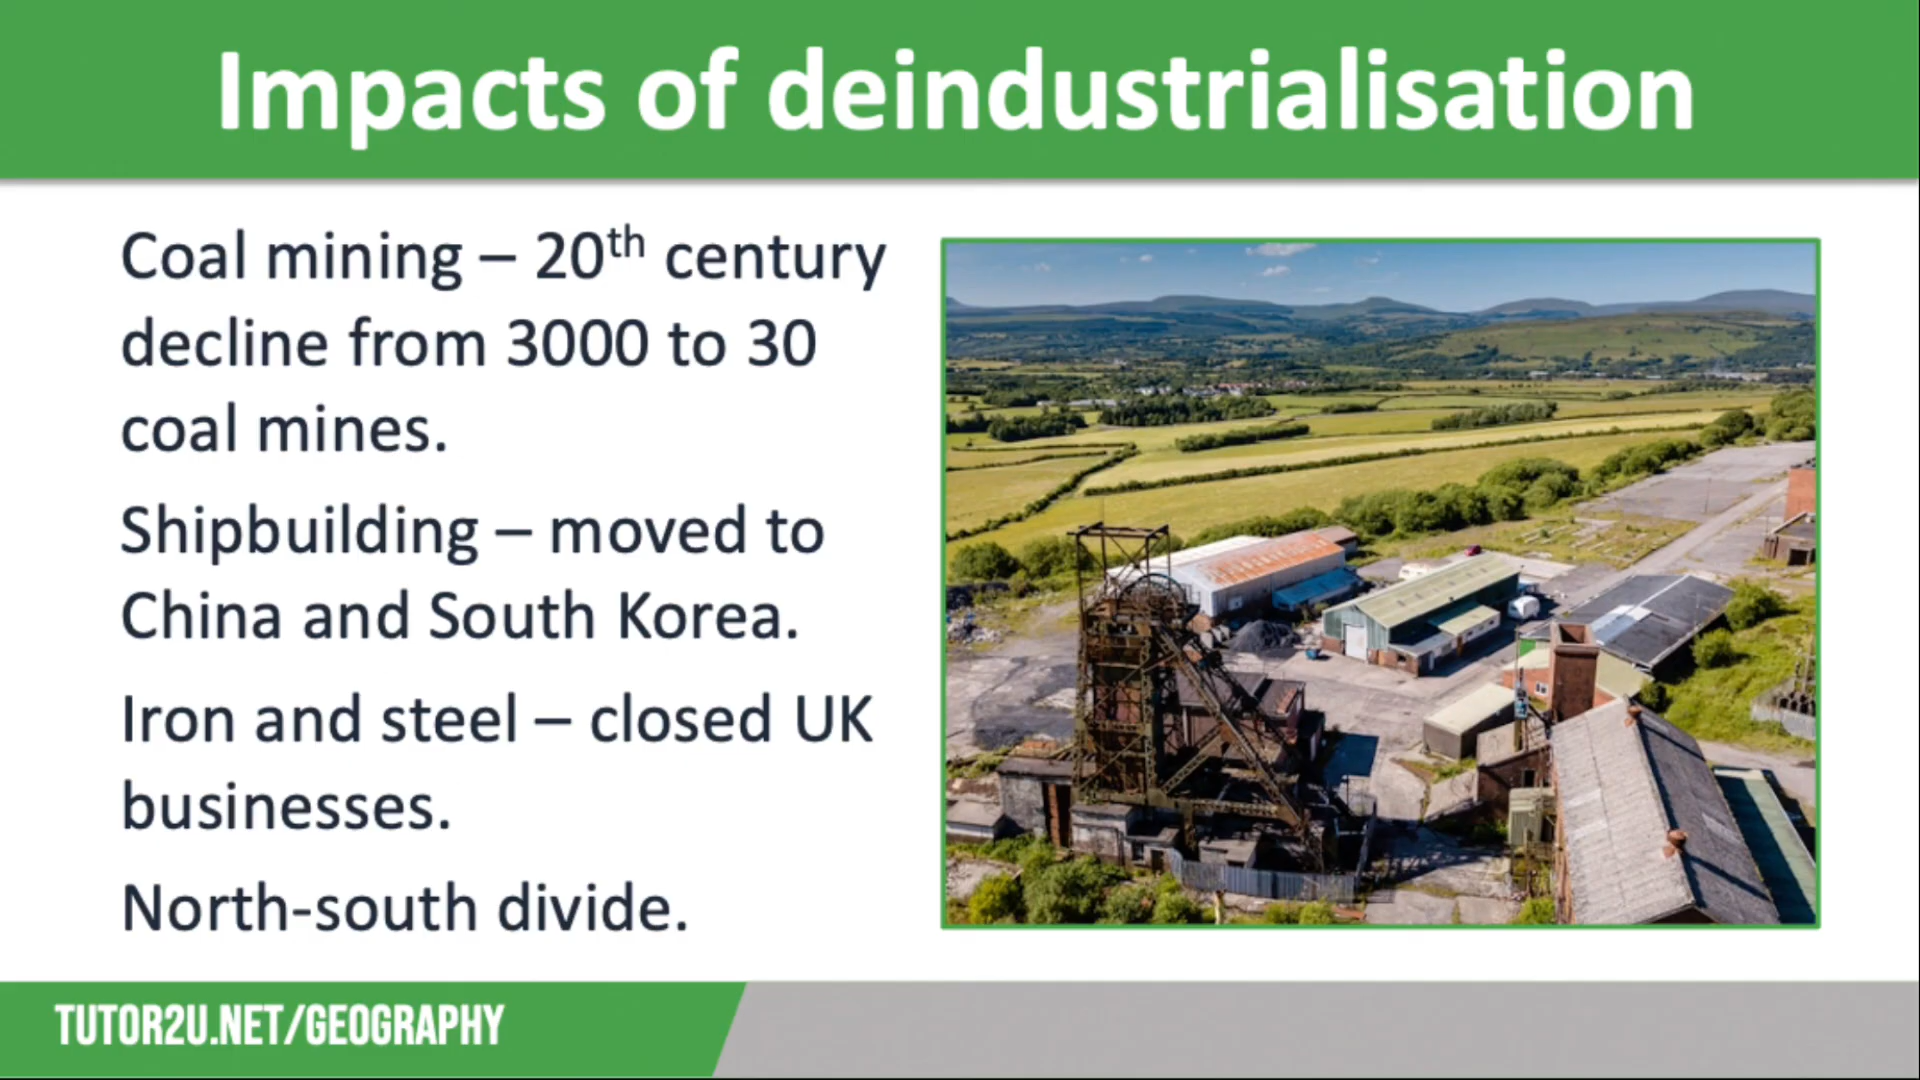 Impacts of deindustrialisation
Coal mining – 20th century
decline from 3000 to 30
coal mines.
Shipbuilding – moved to
China and South Korea.
Iron and steel – closed UK
businesses.
North-south divide.
TUTOR2U.NET/GEOGRAPHY